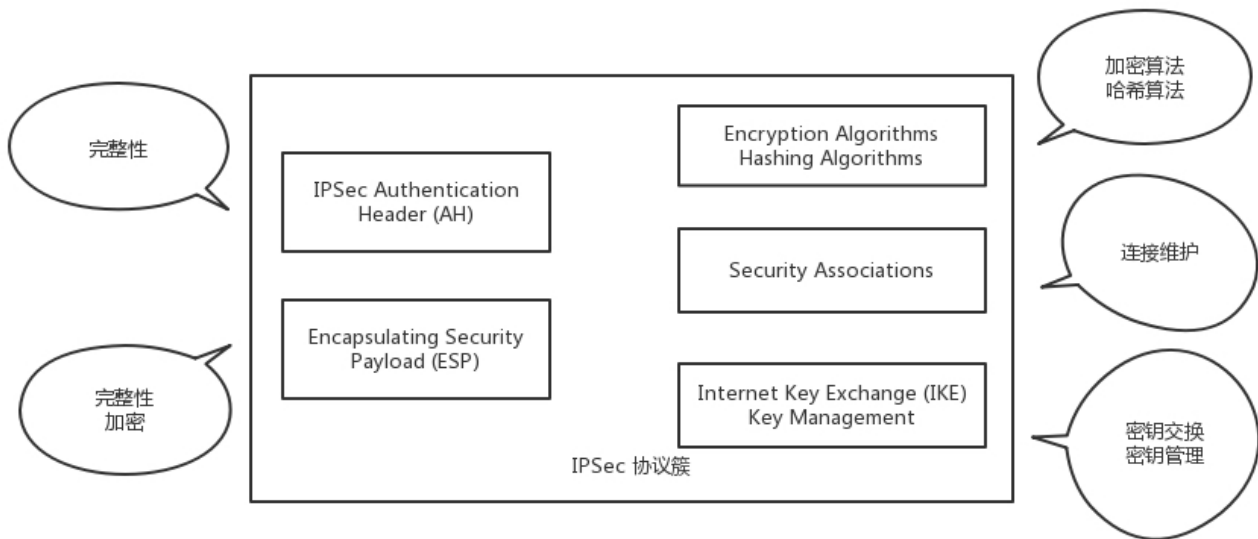 完整性
IPSec Authentication
Header (AH)
Encapsulating Security
Payload (ESP)
完整性
加密
Encryption Algorithms
Hashing Algorithms
加密算法
哈希算法
Security Associations
连接维护
Internet Key Exchange (IKE)
Key Management
密钥交换
密钥管理
IPSec 协议簇